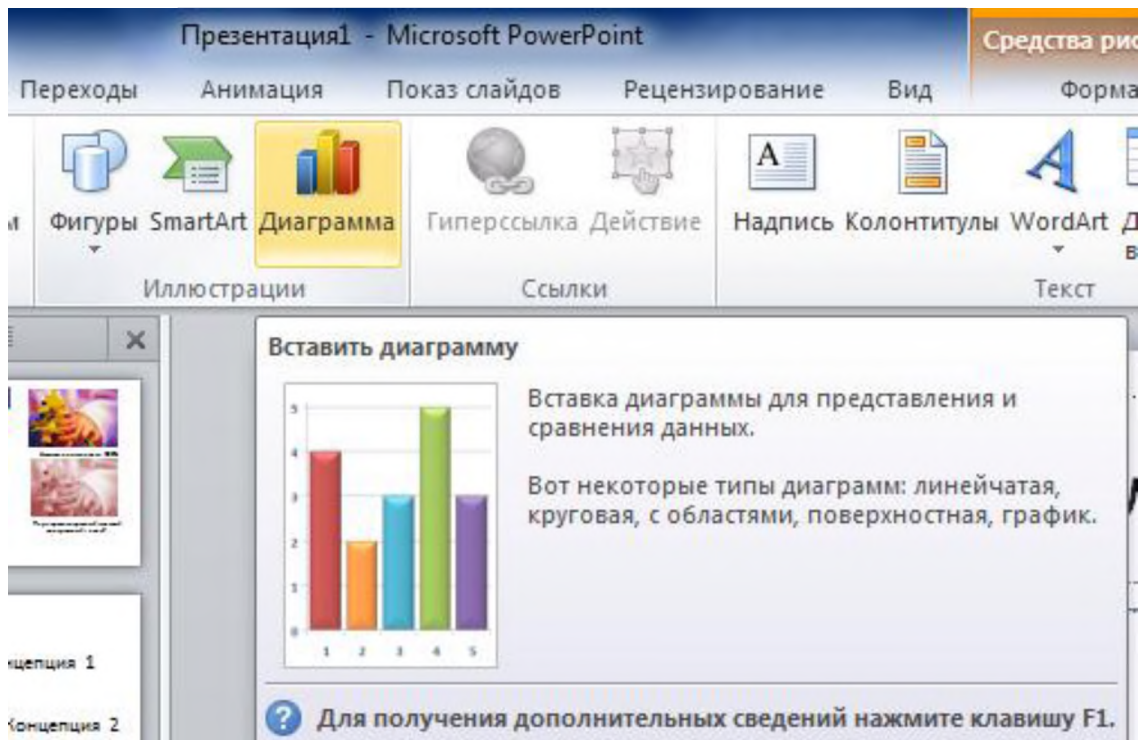 Презентация1 - Microsoft PowerPoint
Средства рис
Переходы Анимация Показ слайдов Рецензирование Вид Форма
Фигуры SmartArt Диаграмма Гиперссылка Действие Надпись Колонтитулы WordArt
Иллюстрации Ссылки Текст
Вставить диаграмму
Вставка диаграммы для представления и
сравнения данных.
Вот некоторые типы диаграмм: линейчатая,
круговая, с областями, поверхностная, график.
5
4
3
2
1
0
1 2 3 4 5
нцепция 1
Концепция 2
Для получения дополнительных сведений нажмите клавишу F1.